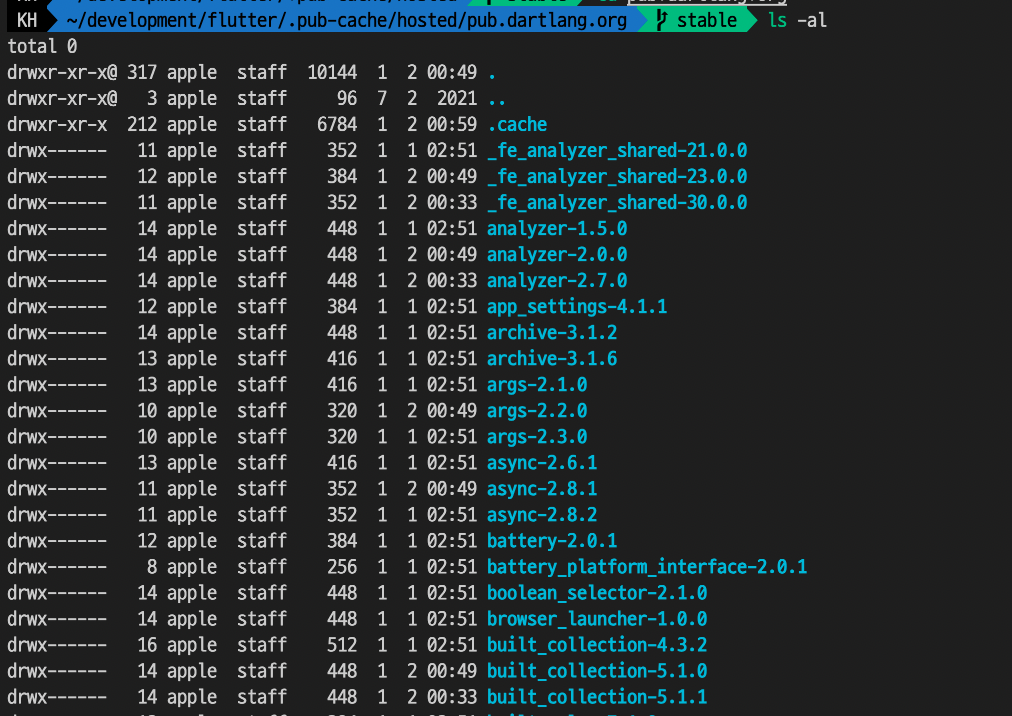 KH ~/development/flutter/.pub-cache/hosted/pub.dartlang.org stable ls -al
total 0
drwxr-xr-x@ 317 apple staff 10144 1 2 00:49 .
drwxr-xr-x@ 3 apple staff 96 7 2 2021 ..
drwxr-xr-x 212 apple staff 6784 1 2 00:59 .cache
drwx------ 11 apple staff 352 1 1 02:51 _fe_analyzer_shared-21.0.0
drwx------ 12 apple staff 384 1 2 00:49 _fe_analyzer_shared-23.0.0
drwx------ 11 apple staff 352 1 2 00:33 _fe_analyzer_shared-30.0.0
drwx------ 14 apple staff 448 1 1 02:51 analyzer-1.5.0
drwx------ 14 apple staff 448 1 2 00:49 analyzer-2.0.0
drwx------ 14 apple staff 448 1 2 00:33 analyzer-2.7.0
drwx------ 12 apple staff 384 1 1 02:51 app_settings-4.1.1
drwx------ 14 apple staff 448 1 1 02:51 archive-3.1.2
drwx------ 13 apple staff 416 1 1 02:51 archive-3.1.6
drwx------ 13 apple staff 416 1 1 02:51 args-2.1.0
drwx------ 10 apple staff 320 1 2 00:49 args-2.2.0
drwx------ 10 apple staff 320 1 1 02:51 args-2.3.0
drwx------ 13 apple staff 416 1 1 02:51 async-2.6.1
drwx------ 11 apple staff 352 1 2 00:49 async-2.8.1
drwx------ 11 apple staff 352 1 1 02:51 async-2.8.2
drwx------ 12 apple staff 384 1 1 02:51 battery-2.0.1
drwx------ 8 apple staff 256 1 1 02:51 battery_platform_interface-2.0.1
drwx------ 14 apple staff 448 1 1 02:51 boolean_selector-2.1.0
drwx------ 14 apple staff 448 1 1 02:51 browser_launcher-1.0.0
drwx------ 16 apple staff 512 1 1 02:51 built_collection-4.3.2
drwx------ 14 apple staff 448 1 2 00:49 built_collection-5.1.0
drwx------ 14 apple staff 448 1 2 00:33 built_collection-5.1.1